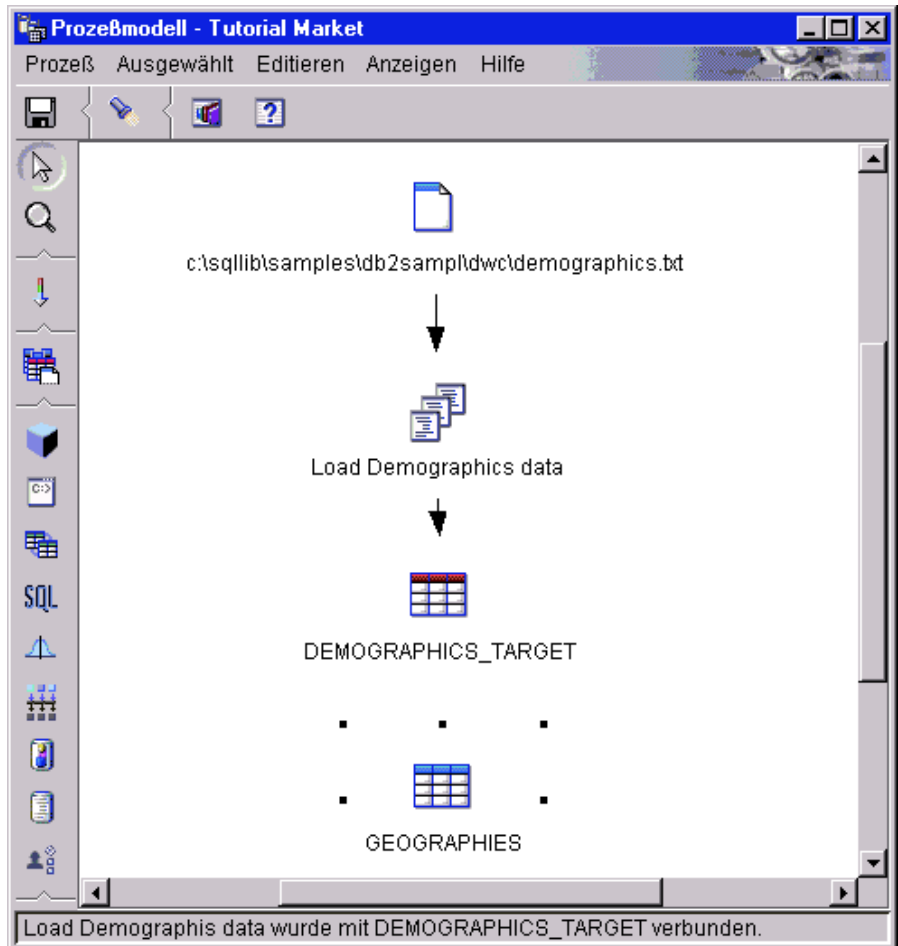 Prozeßmodell - Tutorial Market
Prozeß Ausgewählt Editieren Anzeigen Hilfe
?
c:\sqllib\samples\db2sampl\dwc\demographics.txt
Load Demographics data
C:>
SQL
DEMOGRAPHICS_TARGET
GEOGRAPHIES
Load Demographis data wurde mit DEMOGRAPHICS_TARGET verbunden.